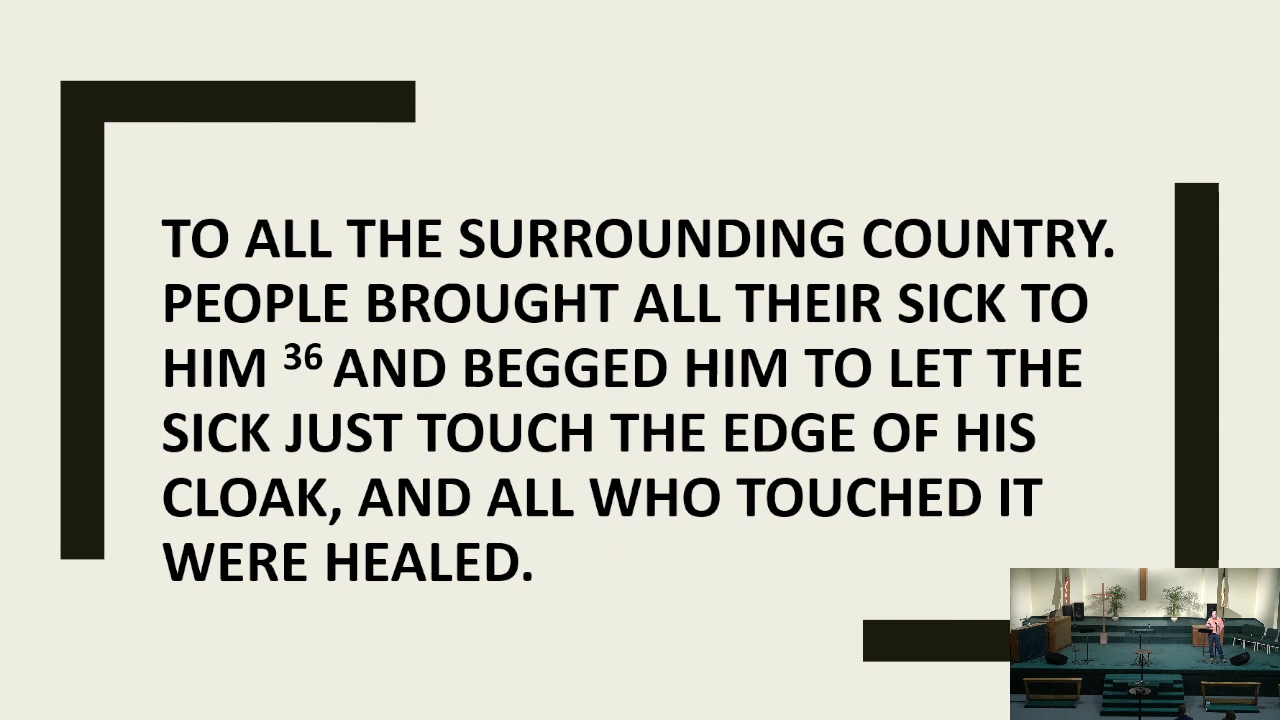 TO ALL THE SURROUNDING COUNTRY.
PEOPLE BROUGHT ALL THEIR SICK TO
HIM 36 AND BEGGED HIM TO LET THE
SICK JUST TOUCH THE EDGE OF HIS
CLOAK, AND ALL WHO TOUCHED IT
WERE HEALED.